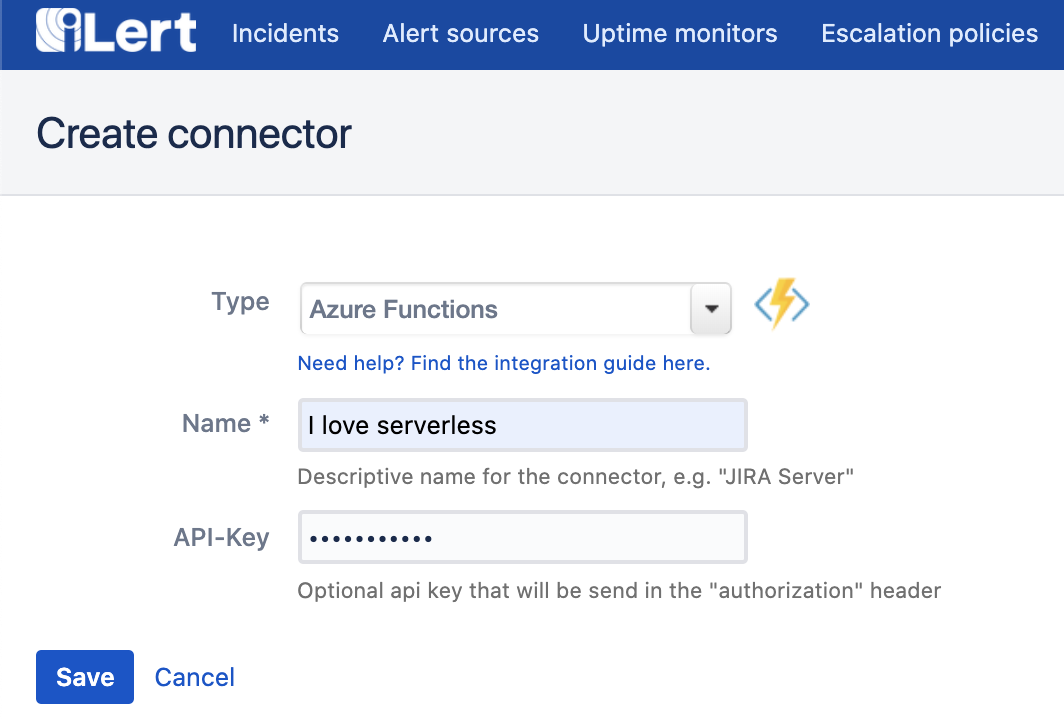 iLert Incidents Alert sources Uptime monitors Escalation policies
Create connector
Type Azure Functions
Need help? Find the integration guide here.
Name * I love serverless
Descriptive name for the connector, e.g. "JIRA Server"
API-Key •••••••••••
Optional api key that will be send in the "authorization" header
Save Cancel